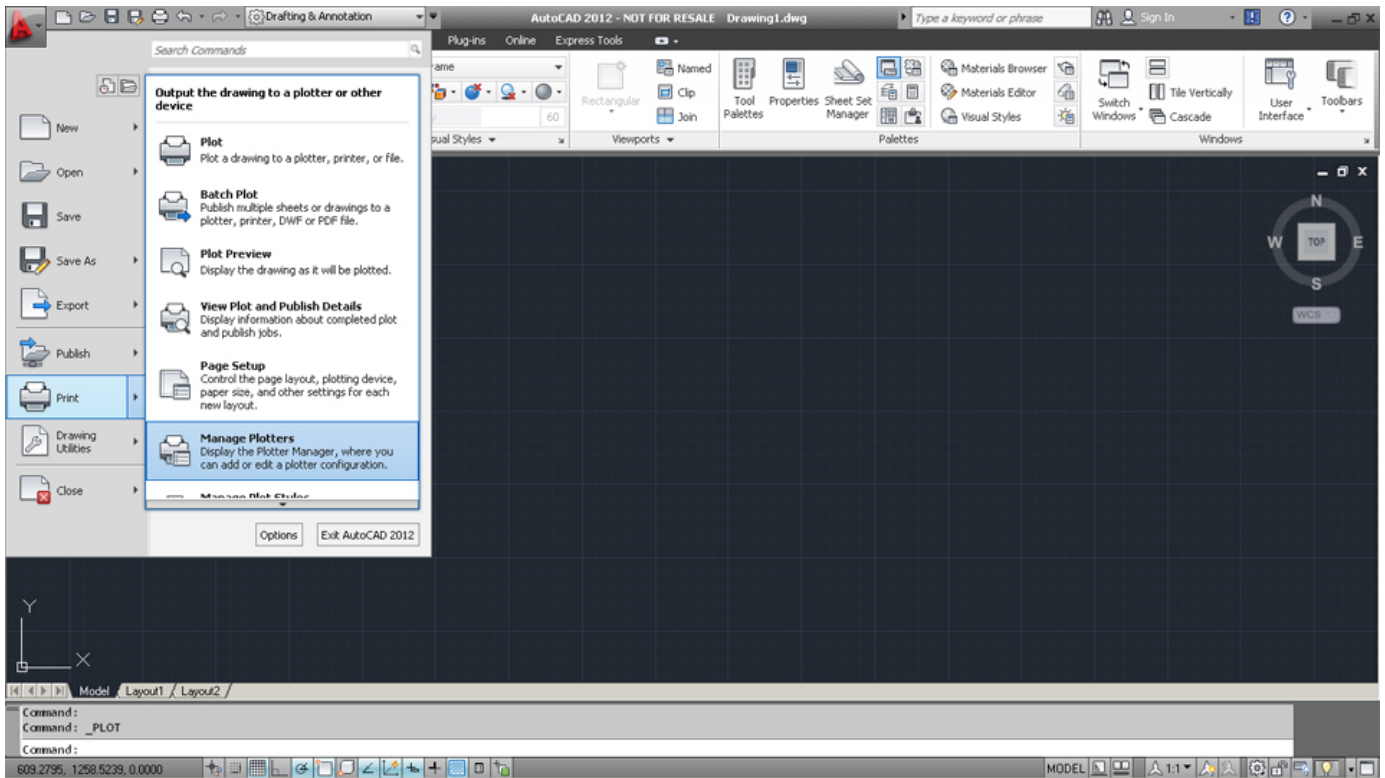 Drafting & Annotation
AutoCAD 2012 - NOT FOR RESALE Drawing1.dwg
Type a keyword or phrase
Sign In
Search Commands
Plug-ins Online Express Tools
Output the drawing to a plotter or other
device
New
Open
Save
Save As
Export
Publish
Print
Drawing
Utilities
Close
Plot
Plot a drawing to a plotter, printer, or file.
Batch Plot
Publish multiple sheets or drawings to a
plotter, printer, DWF or PDF file.
Plot Preview
Display the drawing as it will be plotted.
View Plot and Publish Details
Display information about completed plot
and publish jobs.
Page Setup
Control the page layout, plotting device,
paper size, and other settings for each
new layout.
Manage Plotters
Display the Plotter Manager, where you
can add or edit a plotter configuration.
Manage Plot Styles
Options
Exit AutoCAD 2012
ame
60
sual Styles
Rectangular
Named
Clip
Join
Viewports
Tool
Palettes
Properties
Sheet Set
Manager
Materials Browser
Materials Editor
Visual Styles
Palettes
Switch
Windows
Tile Vertically
Cascade
User
Interface
Toolbars
Windows
N
W TOP E
S
WCS
Y
X
Model Layout1 Layout2
Command:
Command: _PLOT
Command:
609.2795, 1258.5239, 0.0000
MODEL
1:1